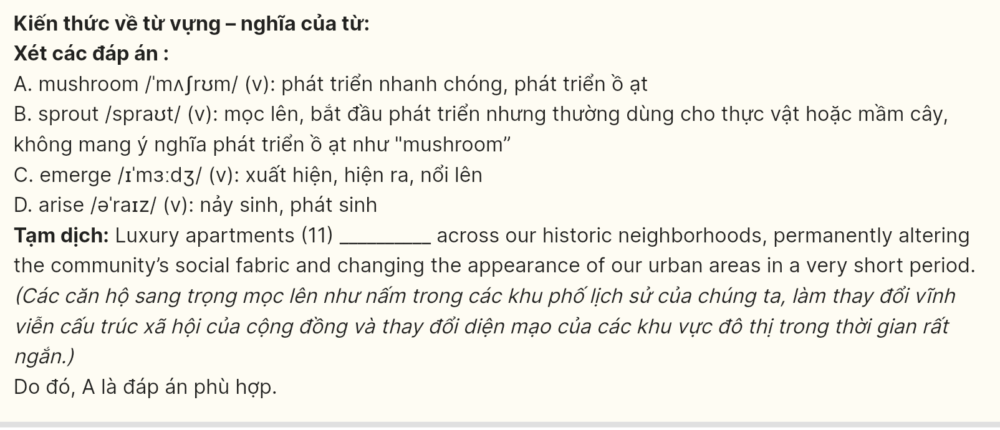 Kiến thức về từ vựng – nghĩa của từ:
Xét các đáp án :
A. mushroom /ˈmʌʃrʊm/ (v): phát triển nhanh chóng, phát triển ồ ạt
B. sprout /spraʊt/ (v): mọc lên, bắt đầu phát triển nhưng thường dùng cho thực vật hoặc mầm cây,
không mang ý nghĩa phát triển ồ ạt như "mushroom”
C. emerge /ɪˈmɜːdʒ/ (v): xuất hiện, hiện ra, nổi lên
D. arise /əˈraɪz/ (v): nảy sinh, phát sinh
Tạm dịch: Luxury apartments (11) _________ across our historic neighborhoods, permanently altering
the community’s social fabric and changing the appearance of our urban areas in a very short period.
(Các căn hộ sang trọng mọc lên như nấm trong các khu phố lịch sử của chúng ta, làm thay đổi vĩnh
viễn cấu trúc xã hội của cộng đồng và thay đổi diện mạo của các khu vực đô thị trong thời gian rất
ngắn.)
Do đó, A là đáp án phù hợp.